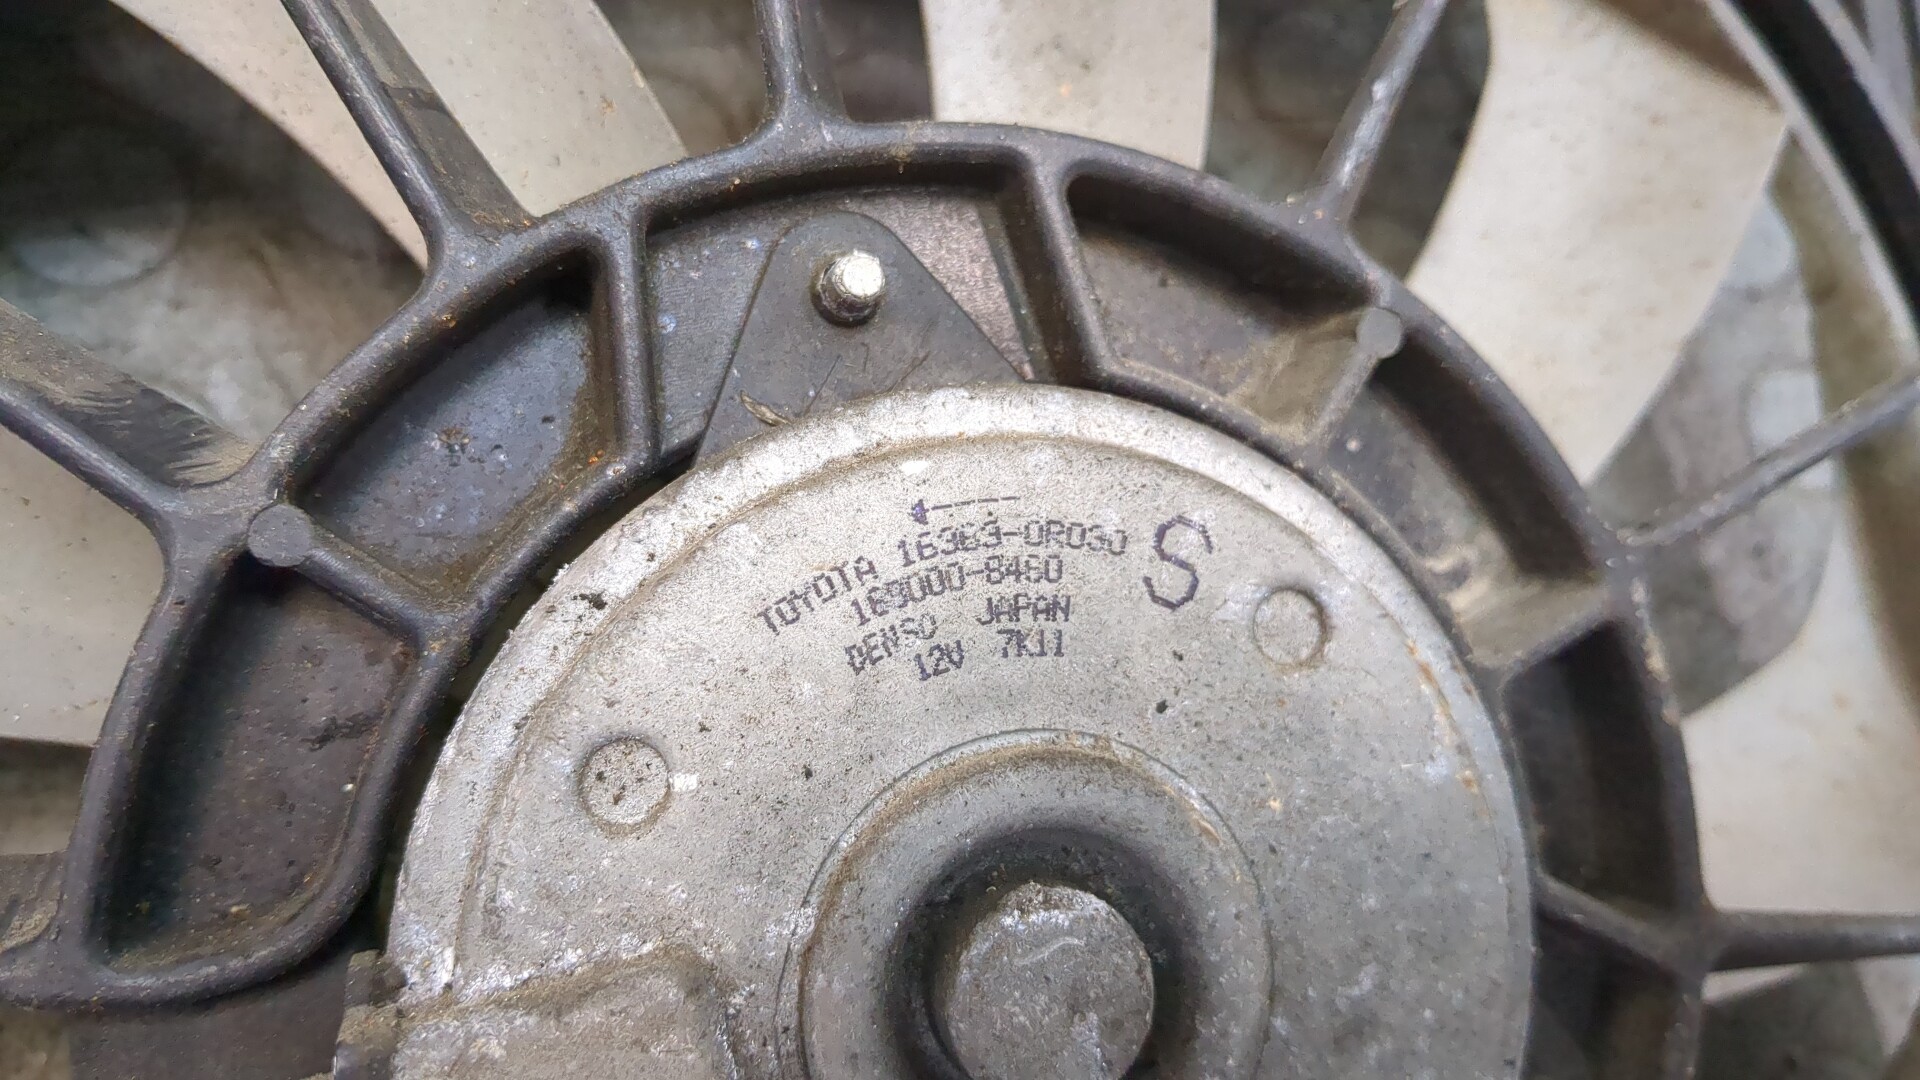 TOYOTA 16363-0R030
S
168000-8460
DENSO JAPAN
12V 7K11